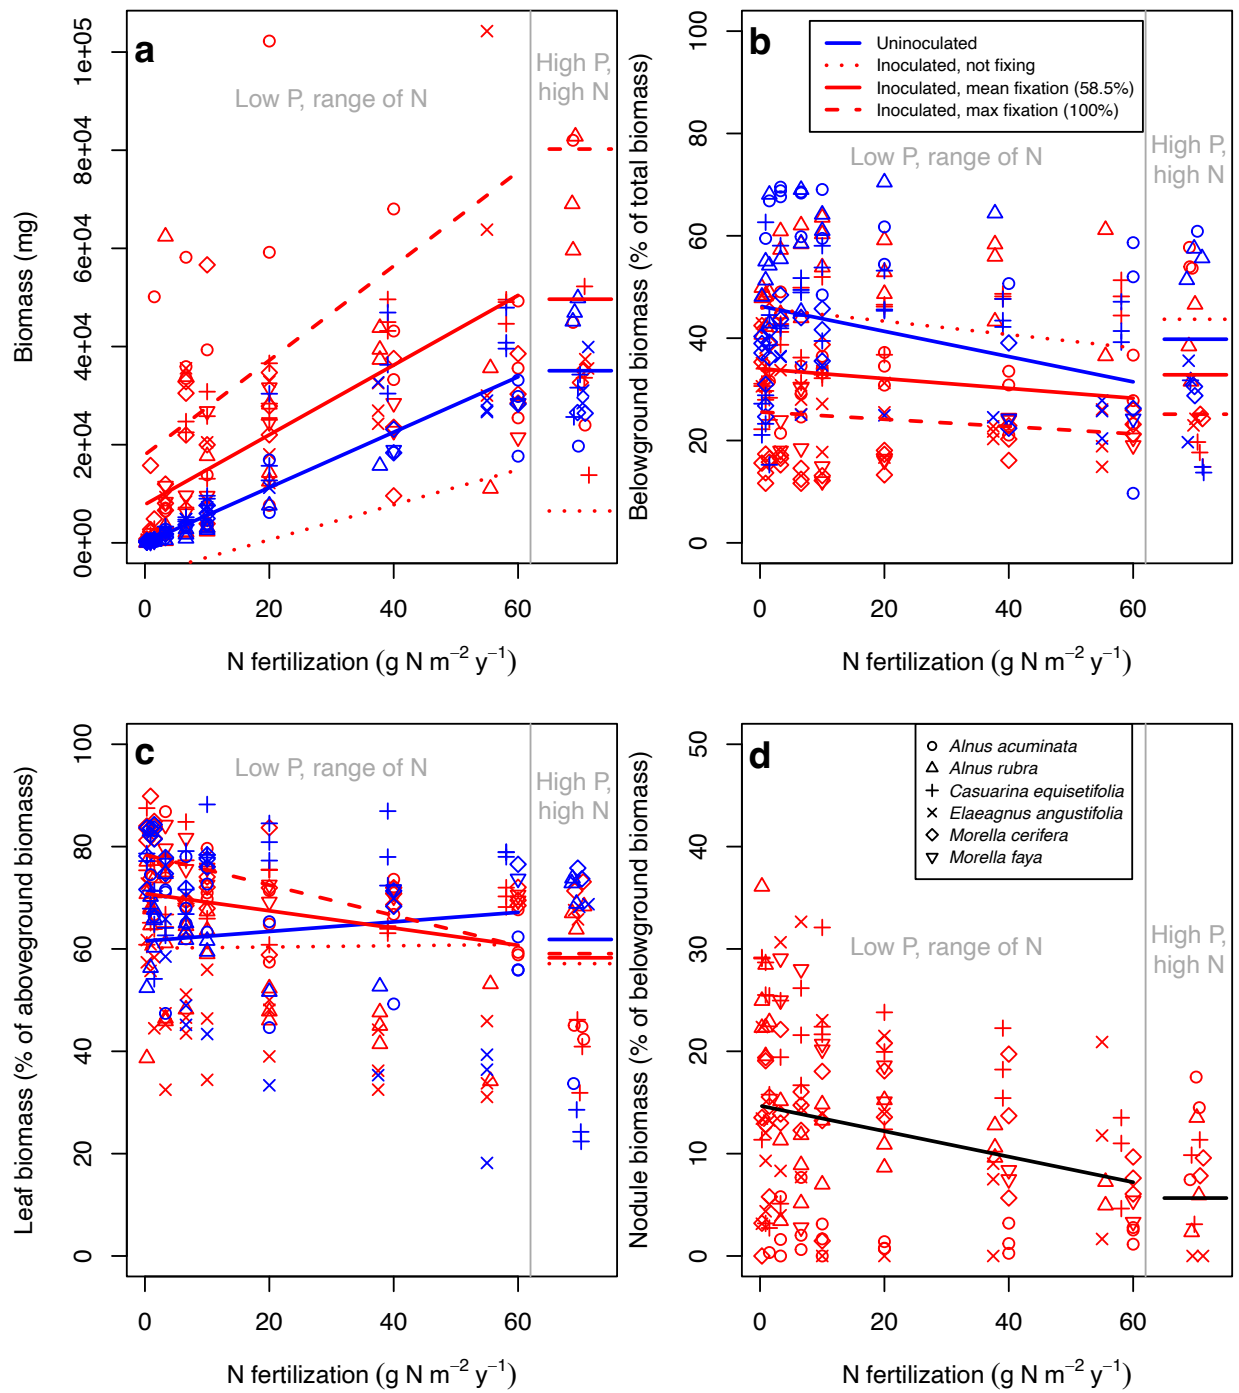 a
Low P, range of N
High P,
high N
Biomass (mg)
0e+00
2e+04
4e+04
6e+04
8e+04
1e+05
0
20
40
60
N fertilization (g N m⁻² y⁻¹)
b
Uninoculated
Inoculated, not fixing
Inoculated, mean fixation (58.5%)
Inoculated, max fixation (100%)
Low P, range of N
High P,
high N
Belowground biomass (% of total biomass)
0
20
40
60
80
100
0
20
40
60
N fertilization (g N m⁻² y⁻¹)
c
Low P, range of N
High P,
high N
Leaf biomass (% of aboveground biomass)
0
20
40
60
80
100
0
20
40
60
N fertilization (g N m⁻² y⁻¹)
d
Alnus acuminata
Alnus rubra
Casuarina equisetifolia
Elaeagnus angustifolia
Morella cerifera
Morella faya
Low P, range of N
High P,
high N
Nodule biomass (% of belowground biomass)
0
10
20
30
40
50
0
20
40
60
N fertilization (g N m⁻² y⁻¹)